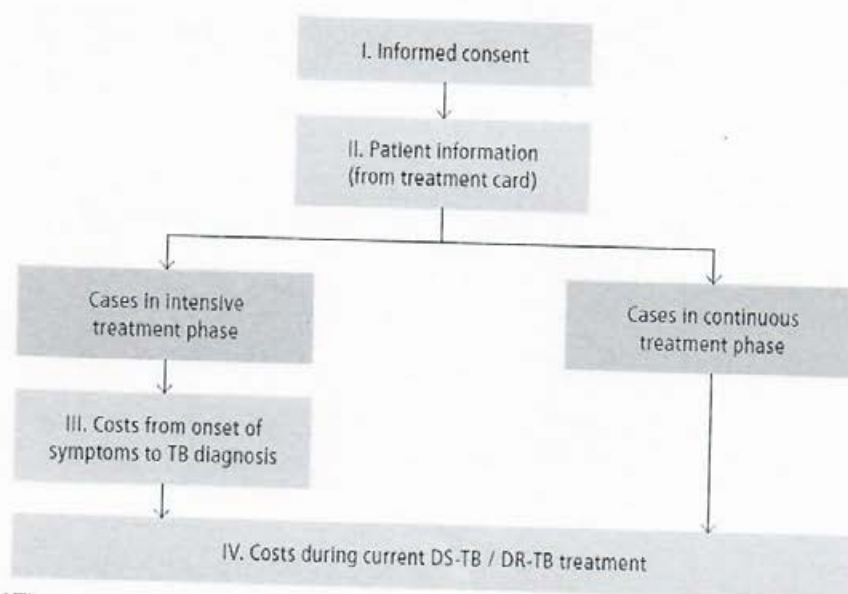 I. Informed consent
II. Patient information
(from treatment card)
Cases in intensive
treatment phase
Cases in continuous
treatment phase
III. Costs from onset of
symptoms to TB diagnosis
IV. Costs during current DS-TB / DR-TB treatment